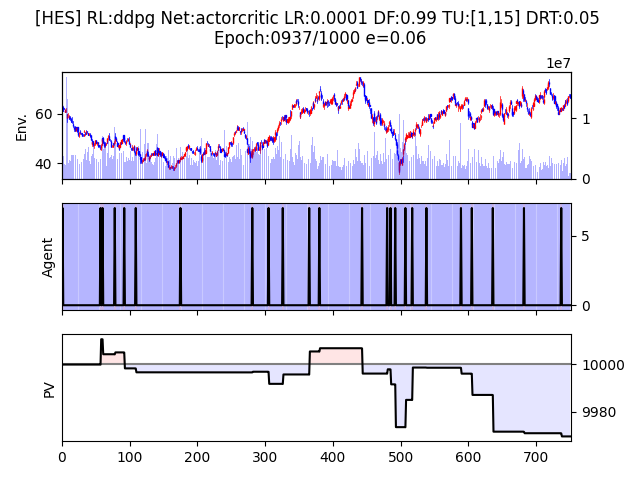 [HES] RL:ddpg Net:actorcritic LR:0.0001 DF:0.99 TU:[1,15] DRT:0.05
Epoch:0937/1000 e=0.06
1e7
Env.
60
40
1
0
Agent
5
0
PV
10000
9980
0 100 200 300 400 500 600 700